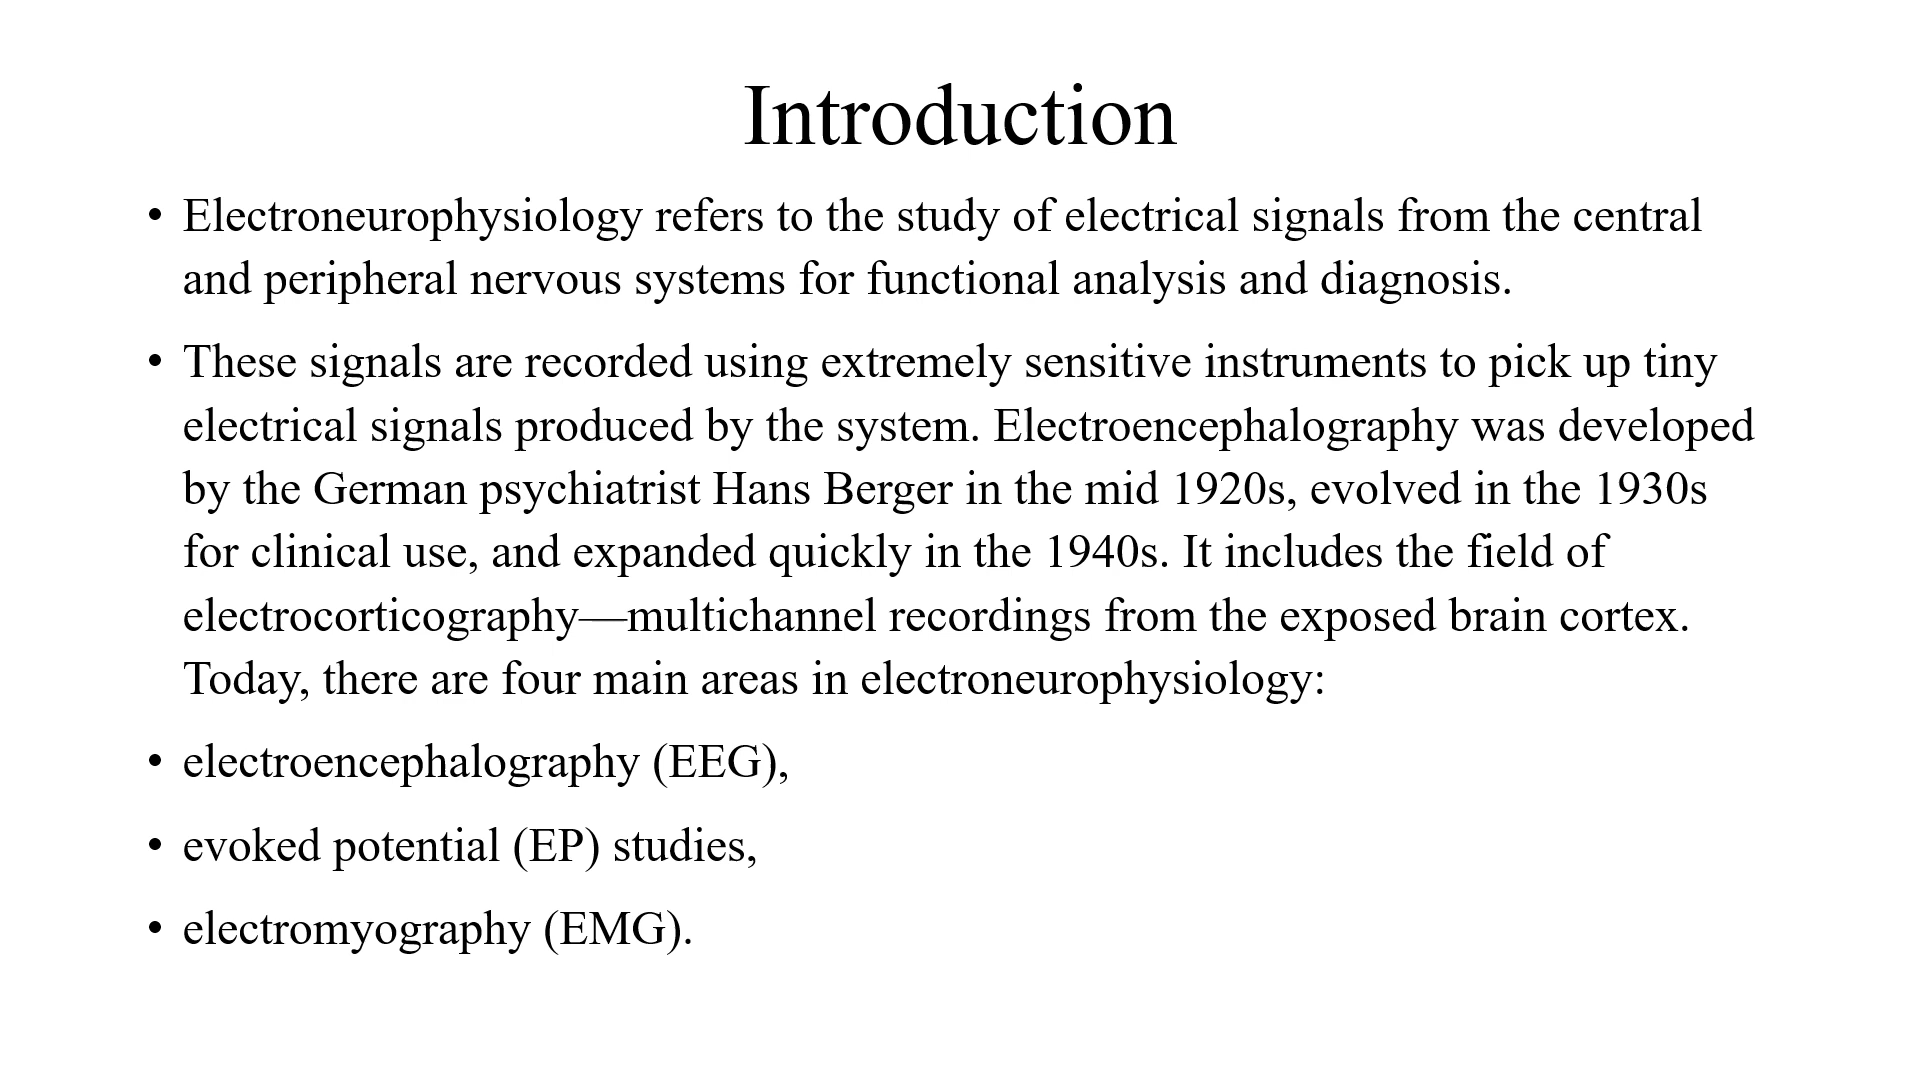 Introduction
• Electroneurophysiology refers to the study of electrical signals from the central
and peripheral nervous systems for functional analysis and diagnosis.
• These signals are recorded using extremely sensitive instruments to pick up tiny
electrical signals produced by the system. Electroencephalography was developed
by the German psychiatrist Hans Berger in the mid 1920s, evolved in the 1930s
for clinical use, and expanded quickly in the 1940s. It includes the field of
electrocorticography—multichannel recordings from the exposed brain cortex.
Today, there are four main areas in electroneurophysiology:
• electroencephalography (EEG),
• evoked potential (EP) studies,
• electromyography (EMG).